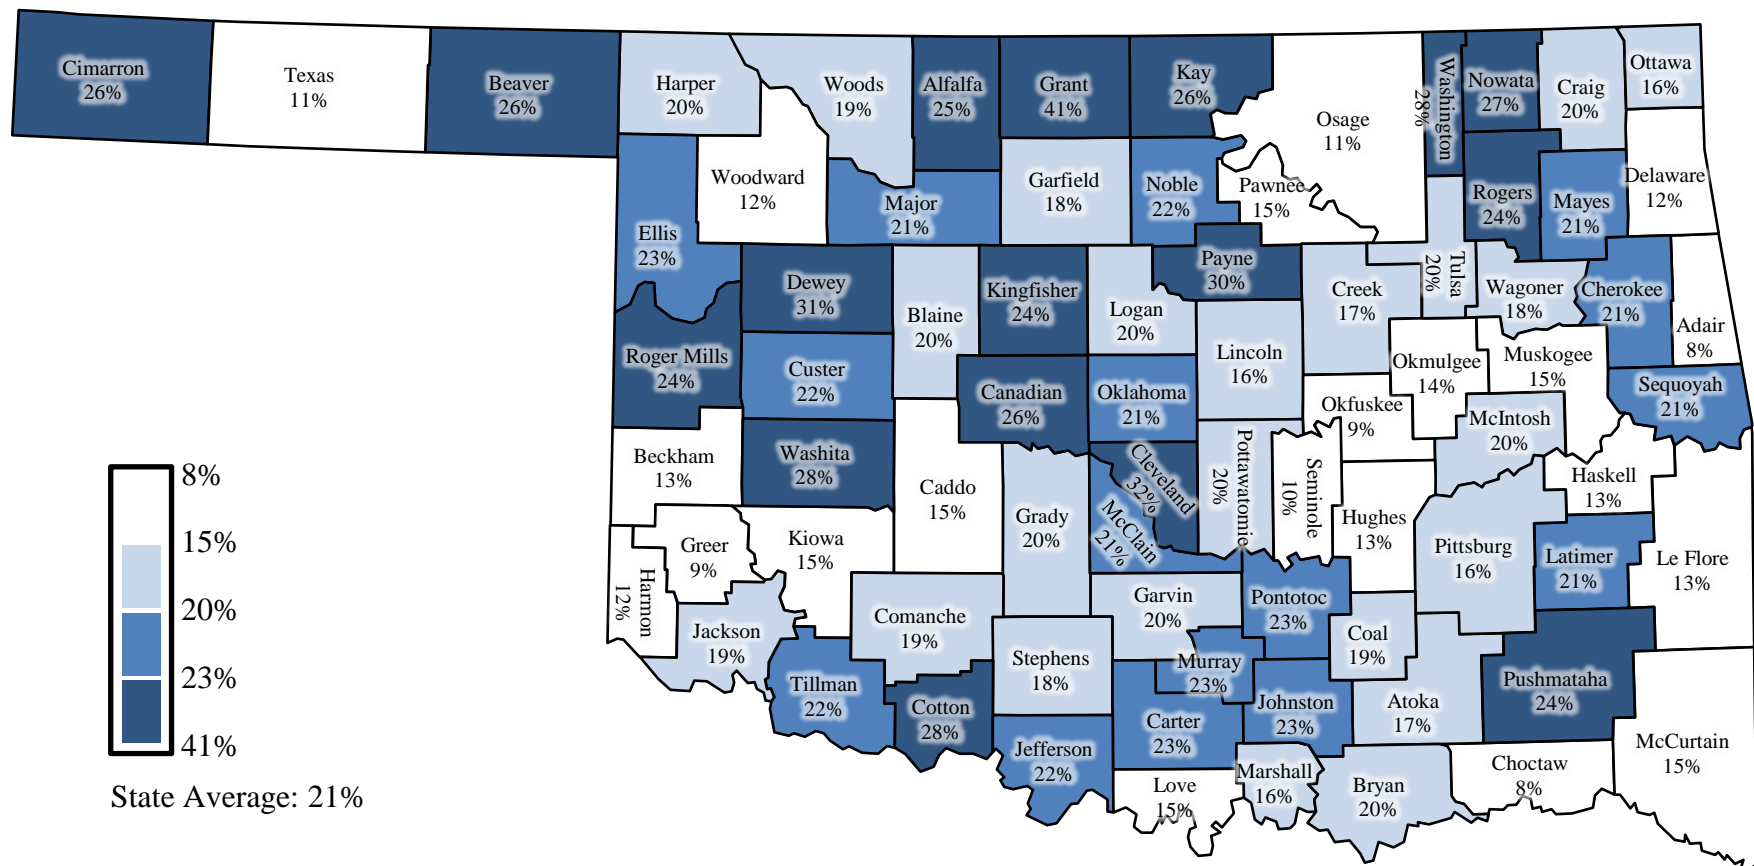 Cimarron
26%
Texas
11%
Beaver
26%
Harper
20%
Woods
19%
Alfalfa
25%
Grant
41%
Kay
26%
Osage
11%
Washington
28%
Nowata
27%
Craig
20%
Ottawa
16%
Woodward
12%
Ellis
23%
Major
21%
Garfield
18%
Noble
22%
Pawnee
15%
Rogers
24%
Mayes
21%
Delaware
12%
Dewey
31%
Blaine
20%
Kingfisher
24%
Logan
20%
Payne
30%
Creek
17%
Tulsa
20%
Wagoner
18%
Cherokee
21%
Adair
8%
Roger Mills
24%
Custer
22%
Canadian
26%
Oklahoma
21%
Lincoln
16%
Okmulgee
14%
Muskogee
15%
Sequoyah
21%
Okfuskee
9%
McIntosh
20%
Beckham
13%
Washita
28%
Caddo
15%
Grady
20%
Cleveland
32%
McClain
21%
Pottawatomie
20%
Seminole
10%
Hughes
13%
Haskell
13%
Pittsburg
16%
Latimer
21%
Le Flore
13%
Greer
9%
Kiowa
15%
Harmon
12%
Jackson
19%
Comanche
19%
Garvin
20%
Pontotoc
23%
Coal
19%
Stephens
18%
Murray
23%
Tillman
22%
Cotton
28%
Jefferson
22%
Carter
23%
Johnston
23%
Atoka
17%
Pushmataha
24%
Love
15%
Marshall
16%
Bryan
20%
Choctaw
8%
McCurtain
15%
8%
15%
20%
23%
41%
State Average: 21%